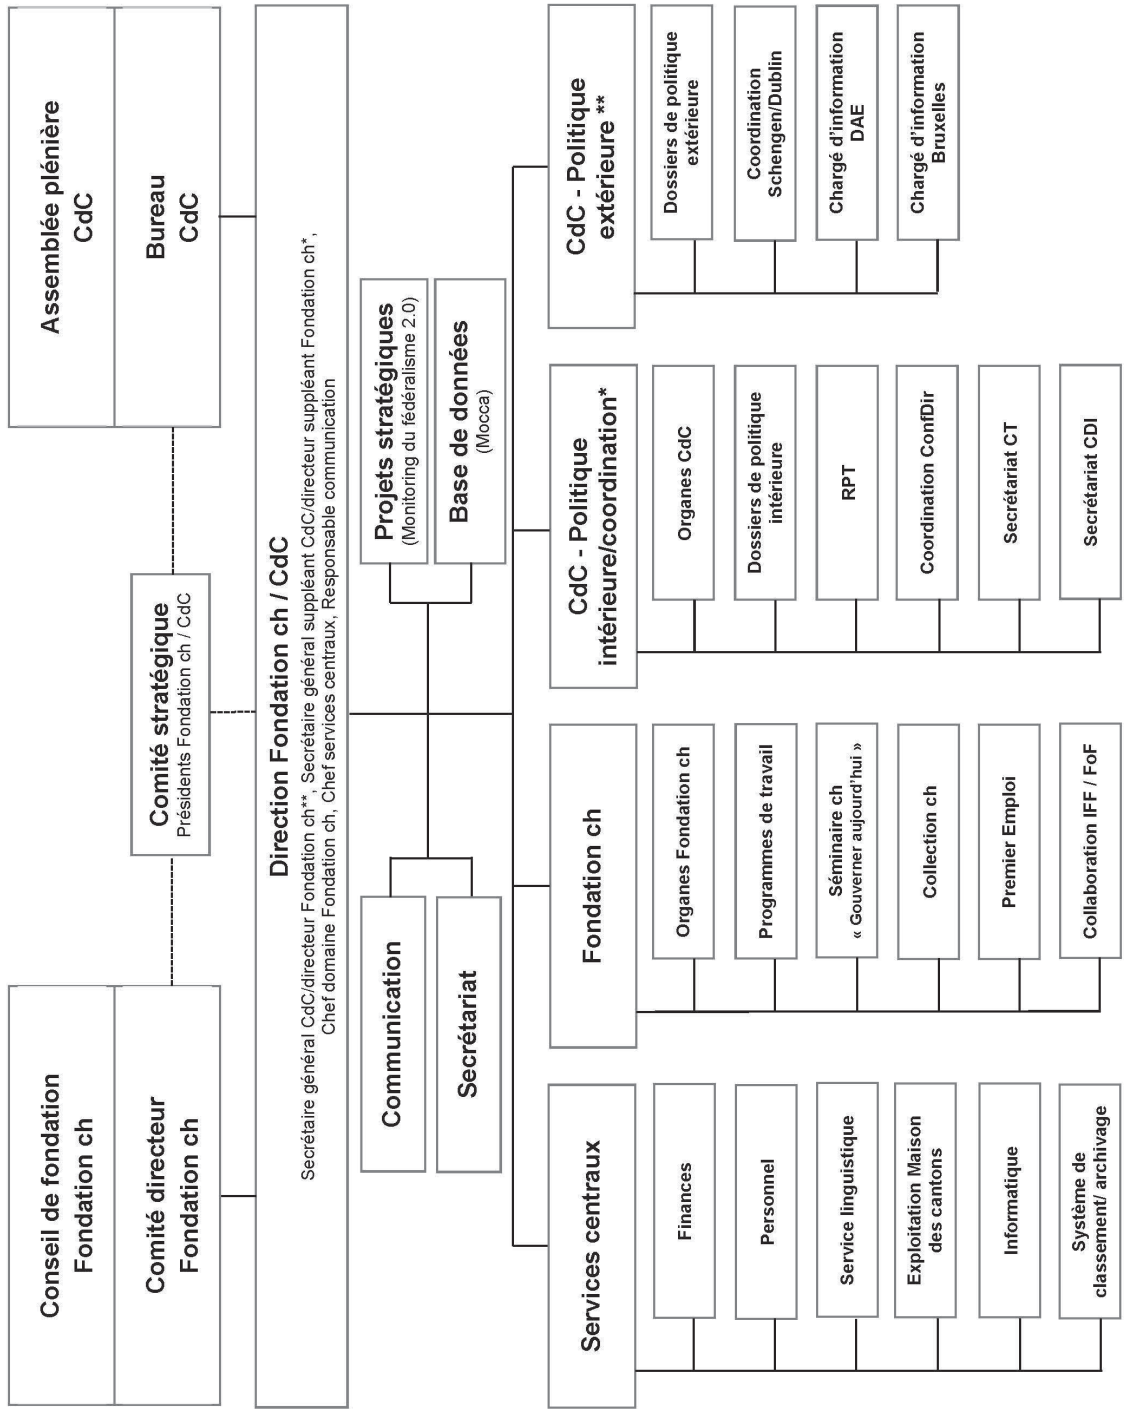 Conseil de fondation
Fondation ch
Comité directeur
Fondation ch
Comité stratégique
Présidents Fondation ch / CdC
Assemblée plénière
CdC
Bureau
CdC
Direction Fondation ch / CdC
Secrétaire général CdC/directeur Fondation ch**, Secrétaire général suppléant CdC/directeur suppléant Fondation ch*,
Chef domaine Fondation ch, Chef services centraux, Responsable communication
Communication
Secrétariat
Projets stratégiques
(Monitoring du fédéralisme 2.0)
Base de données
(Mocca)
Services centraux
Finances
Personnel
Service linguistique
Exploitation Maison
des cantons
Informatique
Système de
classement/ archivage
Fondation ch
Organes Fondation ch
Programmes de travail
Séminaire ch
« Gouverner aujourd'hui »
Collection ch
Premier Emploi
Collaboration IFF / FoF
CdC - Politique
intérieure/coordination*
Organes CdC
Dossiers de politique
intérieure
RPT
Coordination ConfDir
Secrétariat CT
Secrétariat CDI
CdC - Politique
extérieure **
Dossiers de politique
extérieure
Coordination
Schengen/Dublin
Chargé d'information
DAE
Chargé d'information
Bruxelles